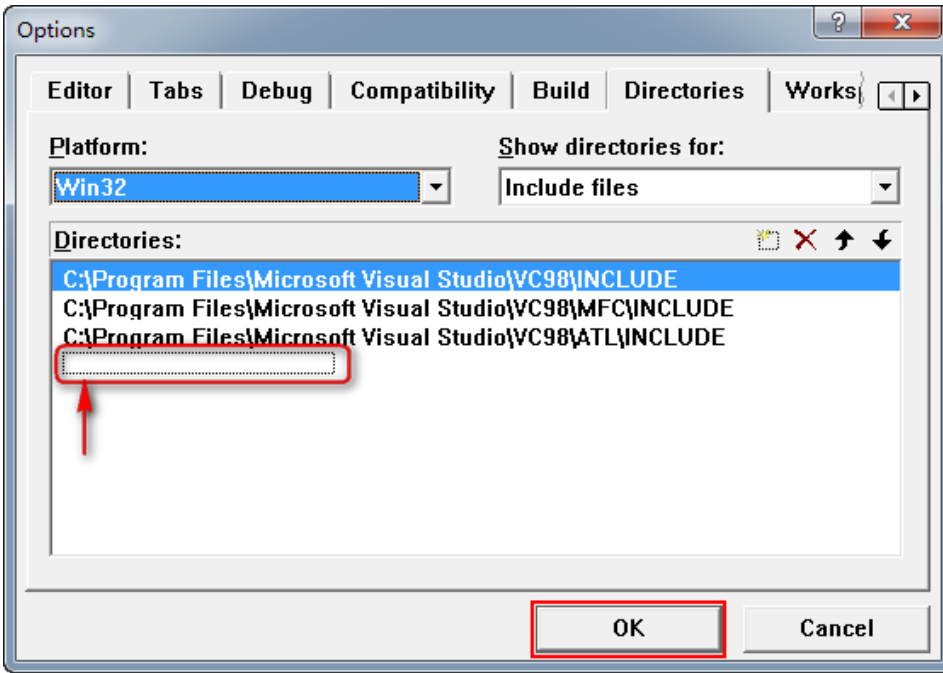 Options
Editor Tabs Debug Compatibility Build Directories Works
Platform: Show directories for:
Win32 Include files
Directories:
C:\Program Files\Microsoft Visual Studio\VC98\INCLUDE
C:\Program Files\Microsoft Visual Studio\VC98\MFC\INCLUDE
C:\Program Files\Microsoft Visual Studio\VC98\ATL\INCLUDE
OK Cancel